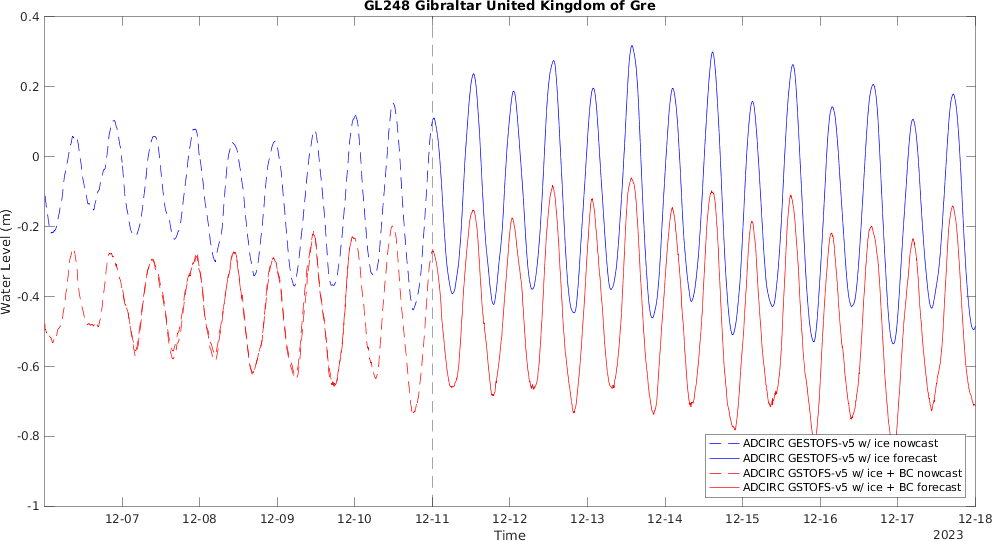 GL248 Gibraltar United Kingdom of Gre
0.4
0.2
0
-0.2
-0.4
-0.6
-0.8
-1
Water Level (m)
ADCIRC GESTOFS-v5 w/ ice nowcast
ADCIRC GESTOFS-v5 w/ ice forecast
ADCIRC GSTOFS-v5 w/ ice + BC nowcast
ADCIRC GSTOFS-v5 w/ ice + BC forecast
12-07 12-08 12-09 12-10 12-11 12-12 12-13 12-14 12-15 12-16 12-17 12-18
Time
2023